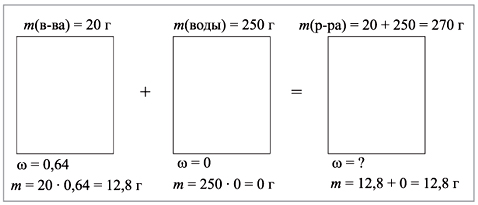 m(в-ва) = 20 г m(воды) = 250 г m(р-ра) = 20 + 250 = 270 г
+ =
ω = 0,64 ω = 0 ω = ?
m = 20 · 0,64 = 12,8 г m = 250 · 0 = 0 г m = 12,8 + 0 = 12,8 г